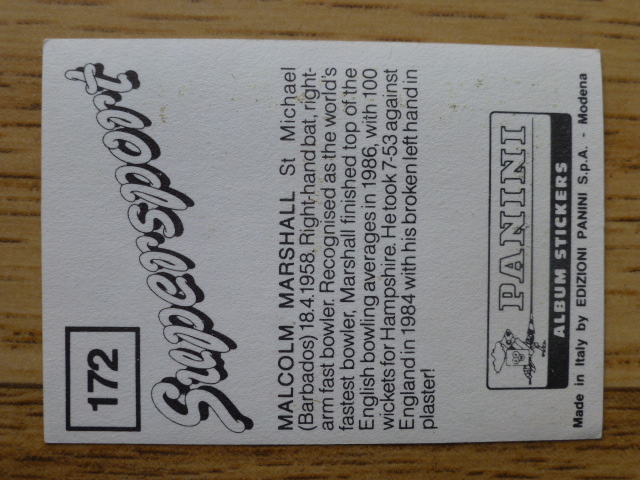 172
Supersport
MALCOLM MARSHALL St Michael
(Barbados) 18.4.1958. Right-hand bat, right-
arm fast bowler. Recognised as the world's
fastest bowler, Marshall finished top of the
English bowling averages in 1986, with 100
wickets for Hampshire. He took 7-53 against
England in 1984 with his broken left hand in
plaster!
PANINI
ALBUM STICKERS
Made in Italy by EDIZIONI PANINI S.p.A. - Modena